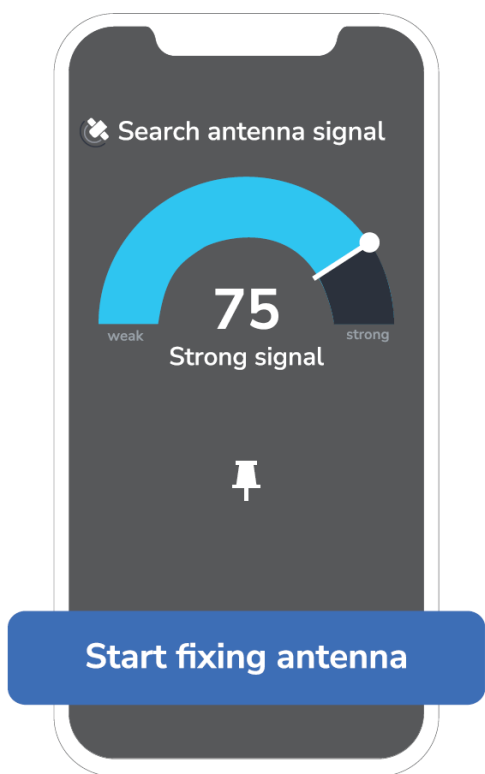 Search antenna signal
75
weak
strong
Strong signal
Start fixing antenna